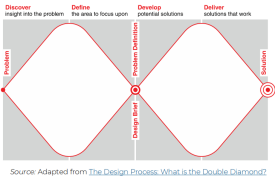 Discover
insight into the problem
Define
the area to focus upon
Develop
potential solutions
Deliver
solutions that work
Problem
Problem Definition
Design Brief
Solution
Source: Adapted from The Design Process: What is the Double Diamond?